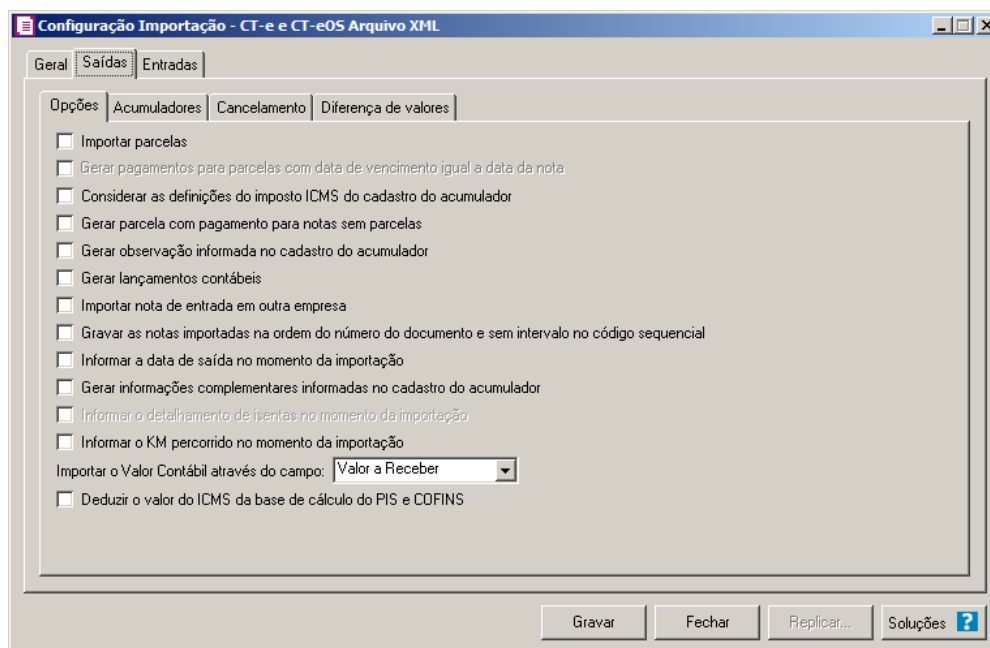 Configuração Importação - CT-e e CT-eOS Arquivo XML
Geral Saídas Entradas
Opções Acumuladores Cancelamento Diferença de valores
Importar parcelas
Gerar pagamentos para parcelas com data de vencimento igual a data da nota
Considerar as definições do imposto ICMS do cadastro do acumulador
Gerar parcela com pagamento para notas sem parcelas
Gerar observação informada no cadastro do acumulador
Gerar lançamentos contábeis
Importar nota de entrada em outra empresa
Gravar as notas importadas na ordem do número do documento e sem intervalo no código sequencial
Informar a data de saída no momento da importação
Gerar informações complementares informadas no cadastro do acumulador
Informar o detalhamento de isentas no momento da importação
Informar o KM percorrido no momento da importação
Importar o Valor Contábil através do campo: Valor a Receber
Deduzir o valor do ICMS da base de cálculo do PIS e COFINS
Gravar Fechar Replicar... Soluções ?